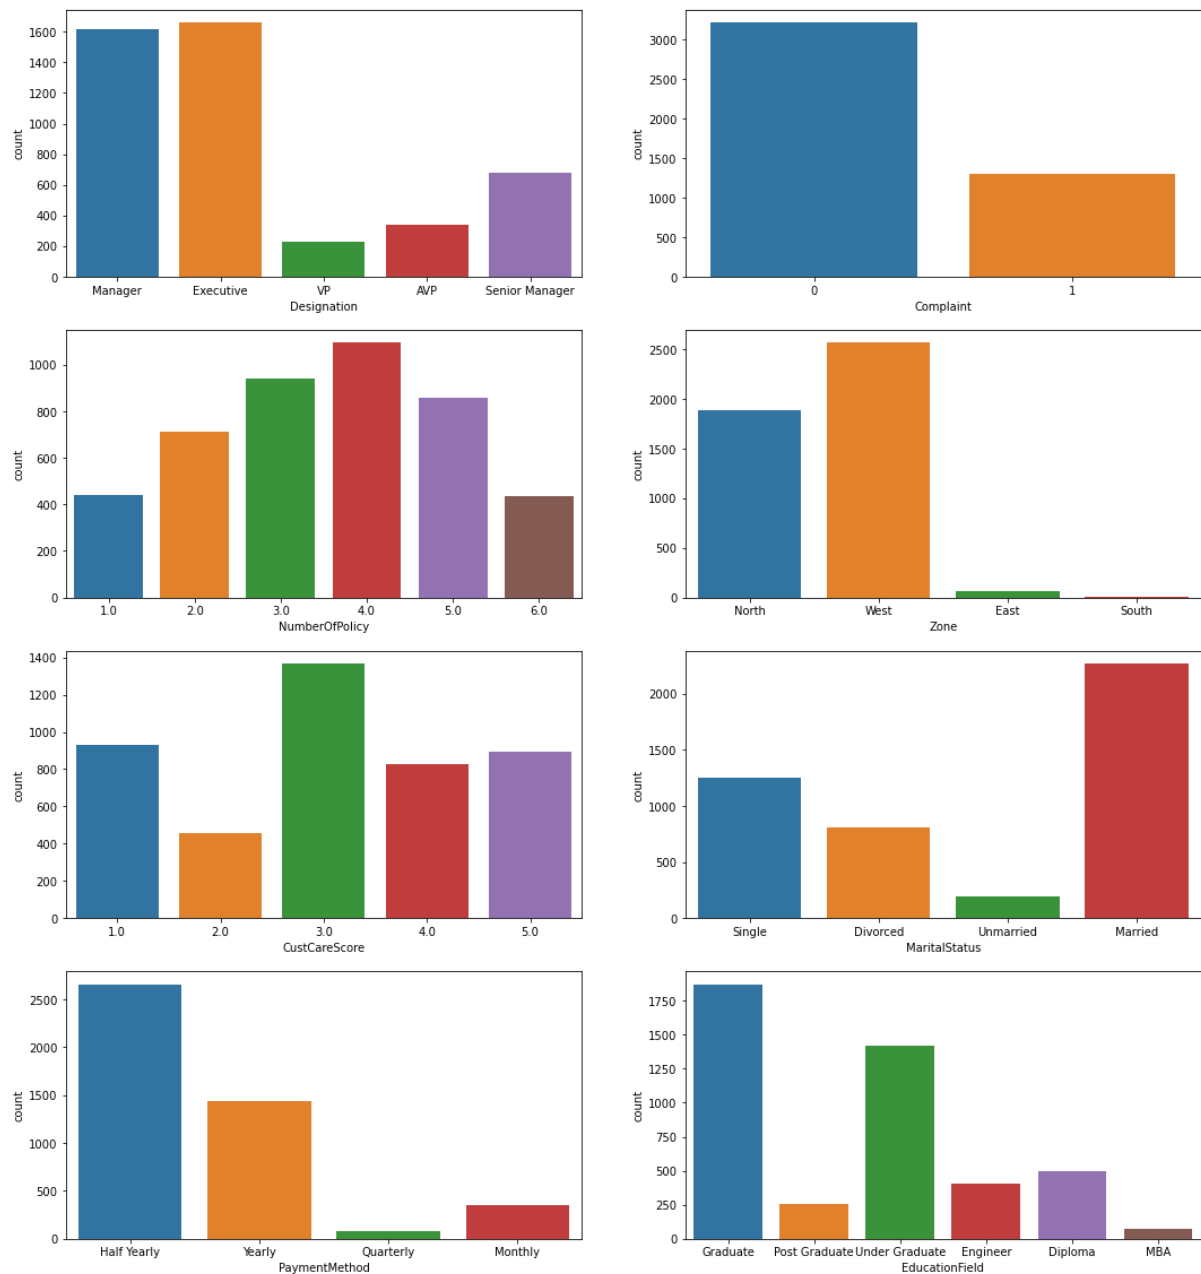 1600
1400
1200
1000
800
600
400
200
0
count
Manager Executive VP AVP Senior Manager
Designation
3000
2500
2000
1500
1000
500
0
count
0 1
Complaint
1000
800
600
400
200
0
count
1.0 2.0 3.0 4.0 5.0 6.0
NumberOfPolicy
2500
2000
1500
1000
500
0
count
North West East South
Zone
1400
1200
1000
800
600
400
200
0
count
1.0 2.0 3.0 4.0 5.0
CustCareScore
2000
1500
1000
500
0
count
Single Divorced Unmarried Married
MaritalStatus
2500
2000
1500
1000
500
0
count
Half Yearly Yearly Quarterly Monthly
PaymentMethod
1750
1500
1250
1000
750
500
250
0
count
Graduate Post Graduate Under Graduate Engineer Diploma MBA
EducationField